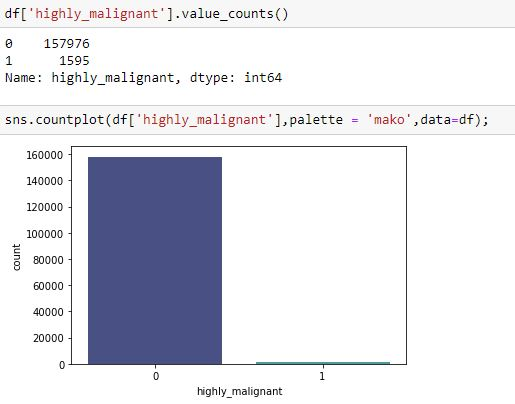 df['highly_malignant'].value_counts()
0    157976
1      1595
Name: highly_malignant, dtype: int64
sns.countplot(df['highly_malignant'],palette = 'mako',data=df);
160000
140000
120000
100000
80000
60000
40000
20000
0
count
0 1
highly_malignant